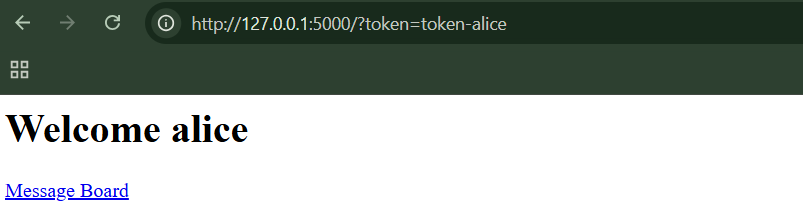 http://127.0.0.1:5000/?token=token-alice
Welcome alice
Message Board